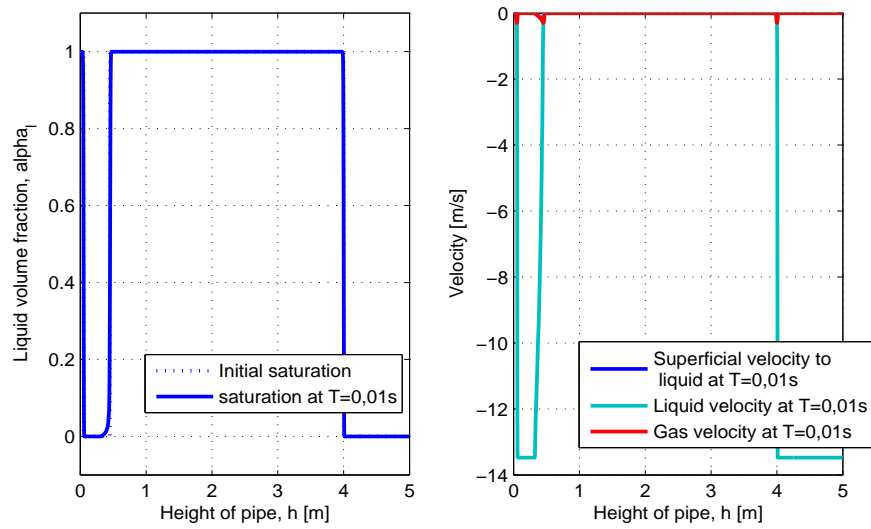 1
0.8
0.6
0.4
0.2
0
0 1 2 3 4 5
Liquid volume fraction, alpha_l
Height of pipe, h [m]
Initial saturation
saturation at T=0,01s
0
−2
−4
−6
−8
−10
−12
−14
0 1 2 3 4 5
Velocity [m/s]
Height of pipe, h [m]
Superficial velocity to
liquid at T=0,01s
Liquid velocity at T=0,01s
Gas velocity at T=0,01s